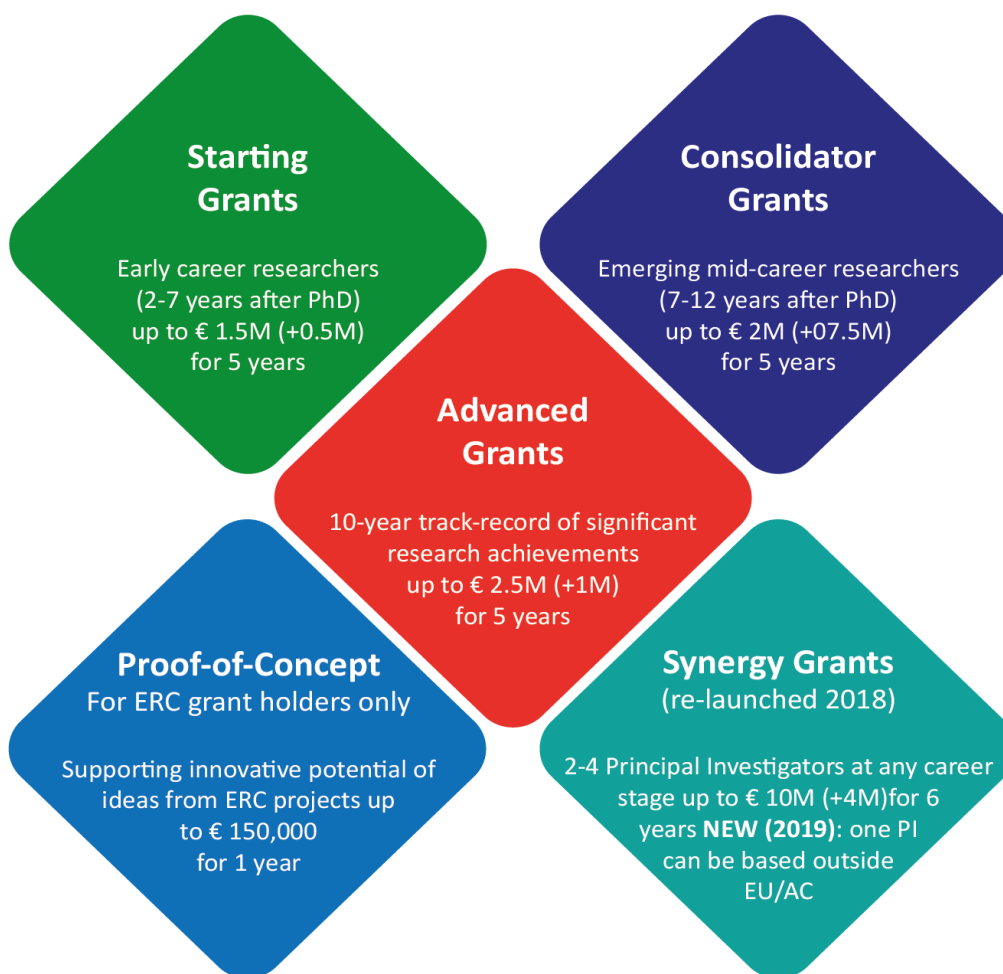 Starting
Grants
Early career researchers
(2-7 years after PhD)
up to € 1.5M (+0.5M)
for 5 years
Consolidator
Grants
Emerging mid-career researchers
(7-12 years after PhD)
up to € 2M (+07.5M)
for 5 years
Advanced
Grants
10-year track-record of significant
research achievements
up to € 2.5M (+1M)
for 5 years
Proof-of-Concept
For ERC grant holders only
Supporting innovative potential of
ideas from ERC projects up
to € 150,000
for 1 year
Synergy Grants
(re-launched 2018)
2-4 Principal Investigators at any career
stage up to € 10M (+4M)for 6
years NEW (2019): one PI
can be based outside
EU/AC